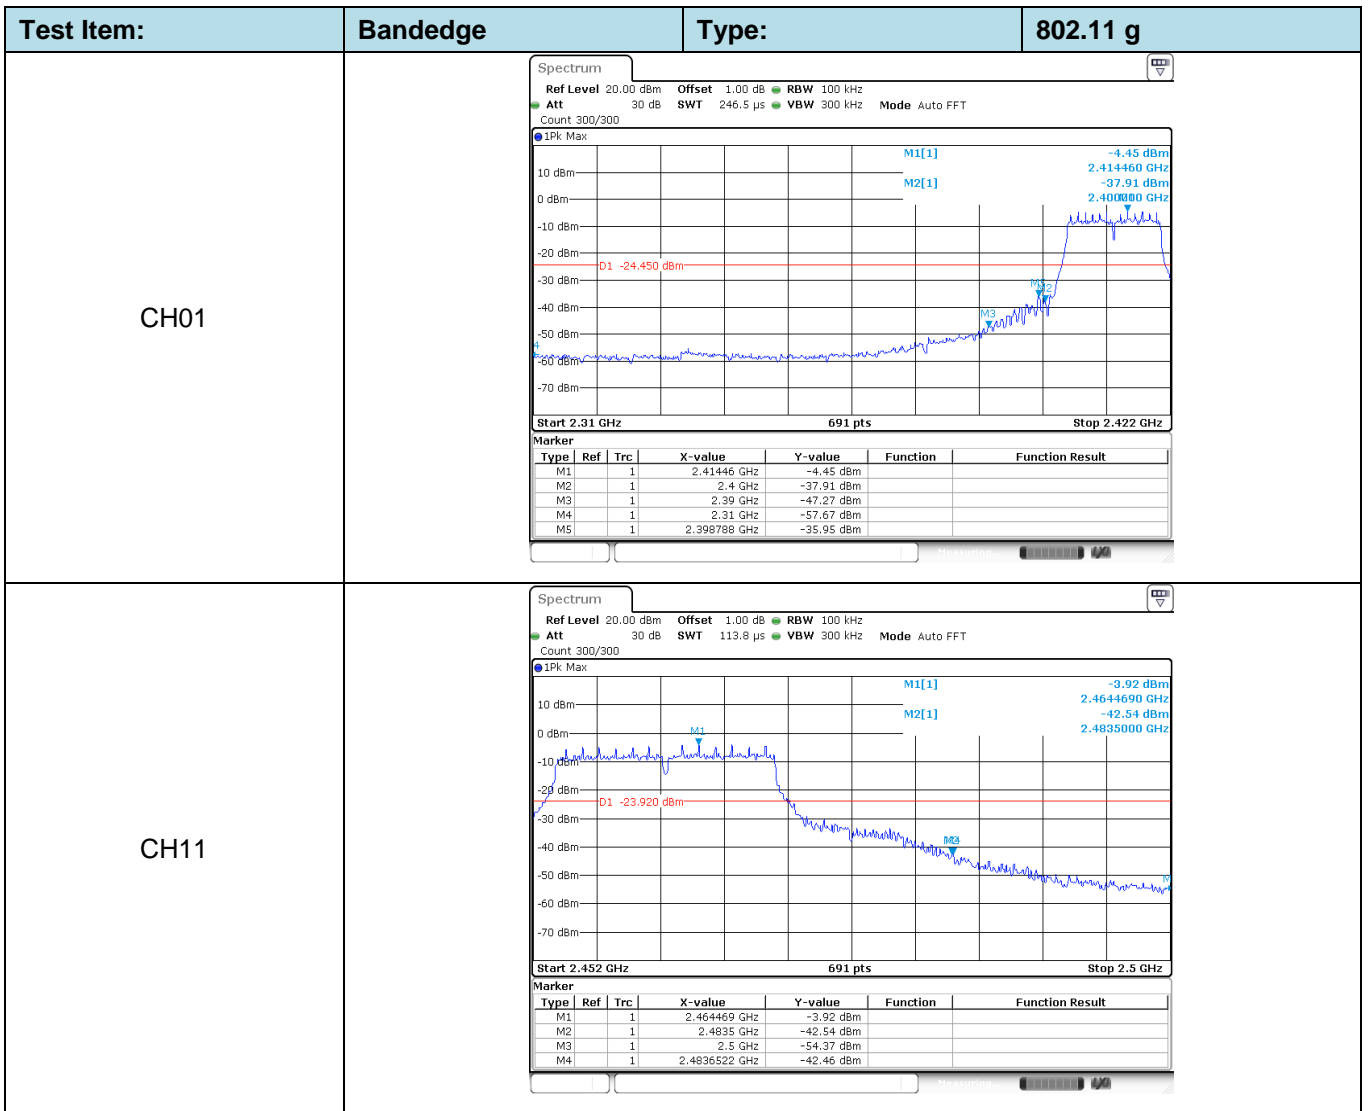 Test Item: Bandedge Type: 802.11 g
CH01
Spectrum
Ref Level 20.00 dBm Offset 1.00 dB RBW 100 kHz
Att 30 dB SWT 246.5 µs VBW 300 kHz Mode Auto FFT
Count 300/300
1Pk Max
M1[1] -4.45 dBm
2.414460 GHz
M2[1] -37.91 dBm
GHz
10 dBm
0 dBm
-10 dBm
-20 dBm
D1 -24.450 dBm
-30 dBm
M2
-40 dBm
M3
-50 dBm
4
-60 dBm
-70 dBm
Start 2.31 GHz 691 pts Stop 2.422 GHz
Marker
Type Ref Trc X-value Y-value Function Function Result
M1 1 2.41446 GHz -4.45 dBm
M2 1 2.4 GHz -37.91 dBm
M3 1 2.39 GHz -47.27 dBm
M4 1 2.31 GHz -57.67 dBm
M5 1 2.398788 GHz -35.95 dBm
Measuring...
CH11
Spectrum
Ref Level 20.00 dBm Offset 1.00 dB RBW 100 kHz
Att 30 dB SWT 113.8 µs VBW 300 kHz Mode Auto FFT
Count 300/300
1Pk Max
M1[1] -3.92 dBm
2.4644690 GHz
M2[1] -42.54 dBm
2.4835000 GHz
10 dBm
M1
0 dBm
-10 dBm
-20 dBm
D1 -23.920 dBm
-30 dBm
-40 dBm
-50 dBm
M
-60 dBm
-70 dBm
Start 2.452 GHz 691 pts Stop 2.5 GHz
Marker
Type Ref Trc X-value Y-value Function Function Result
M1 1 2.464469 GHz -3.92 dBm
M2 1 2.4835 GHz -42.54 dBm
M3 1 2.5 GHz -54.37 dBm
M4 1 2.4836522 GHz -42.46 dBm
Measuring...